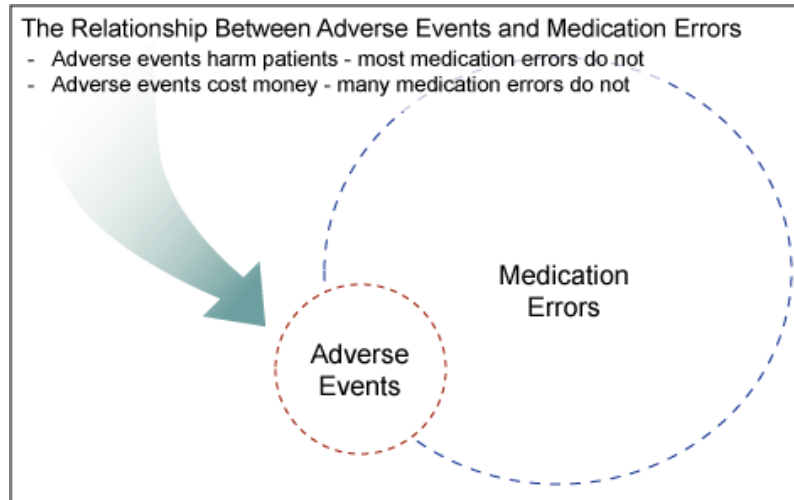 The Relationship Between Adverse Events and Medication Errors
- Adverse events harm patients - most medication errors do not
- Adverse events cost money - many medication errors do not
Medication
Errors
Adverse
Events